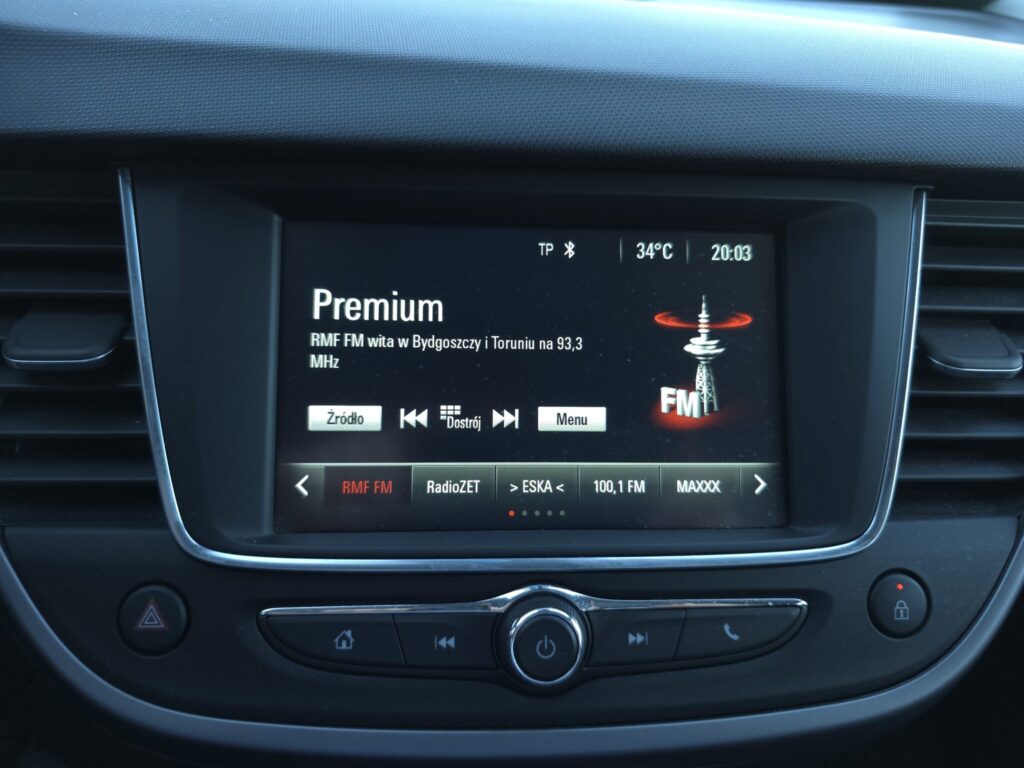 TP 34°C 20:03
Premium
RMF FM wita w Bydgoszczy i Toruniu na 93,3
MHz
FM
Źródło Dostrój Menu
RMF FM RadioZET > ESKA < 100,1 FM MAXXX